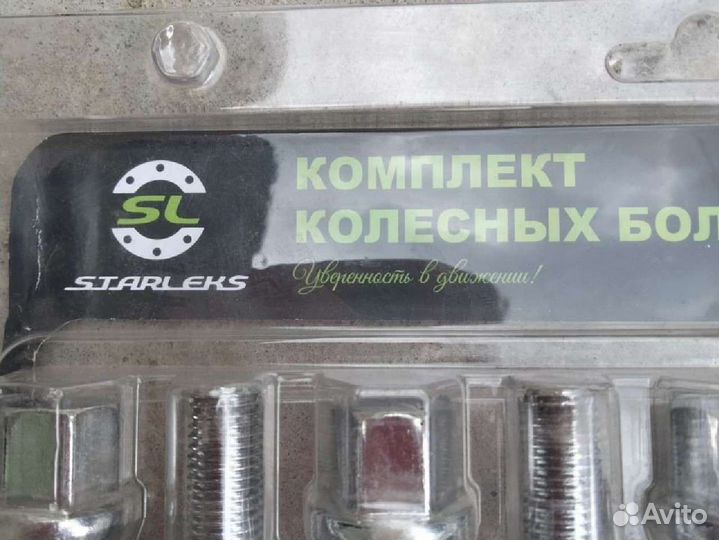 КОМПЛЕКТ
КОЛЕСНЫХ БОЛ
Уверенность в движении!
SL
STARLEKS
Avito